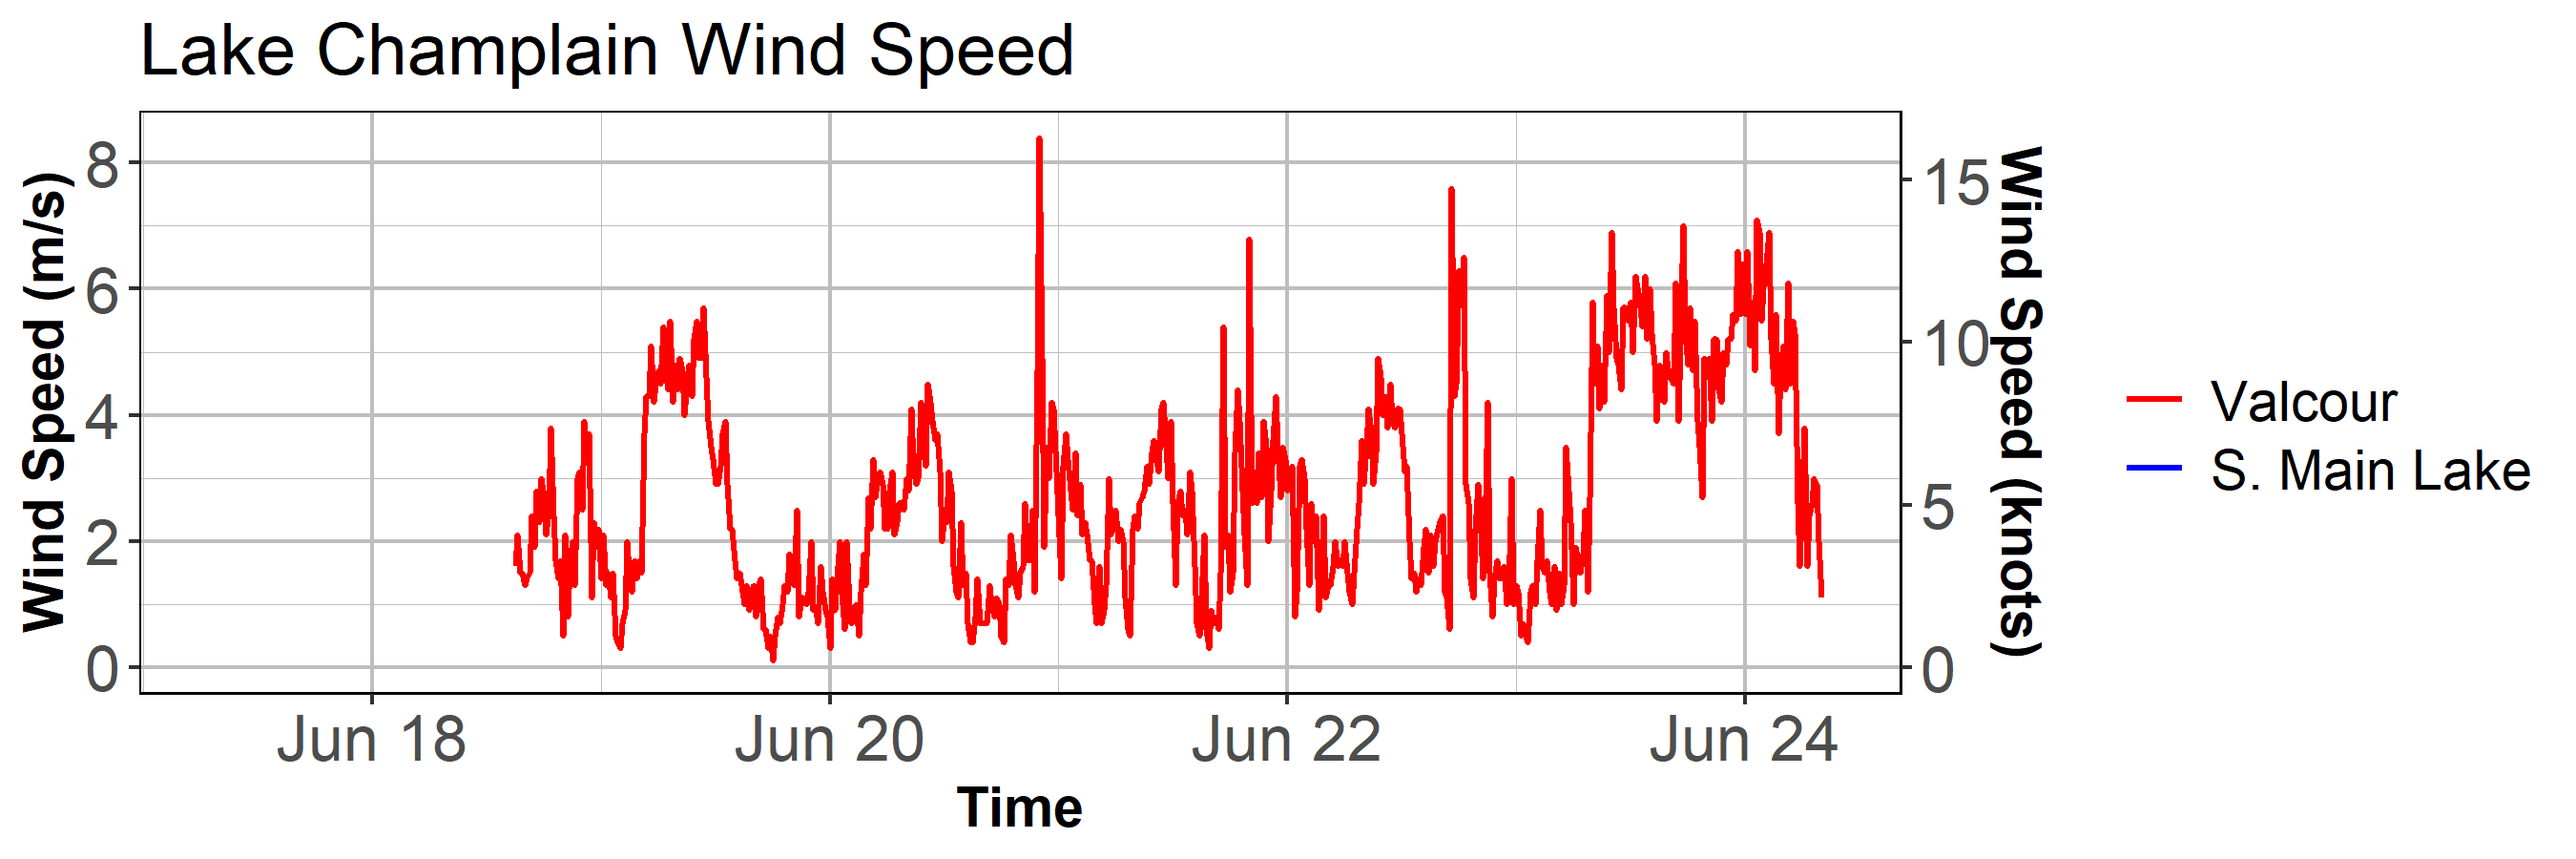 Lake Champlain Wind Speed
Wind Speed (m/s)
8
6
4
2
0
15
10
5
0
Wind Speed (knots)
Jun 18
Jun 20
Jun 22
Jun 24
Time
Valcour
S. Main Lake